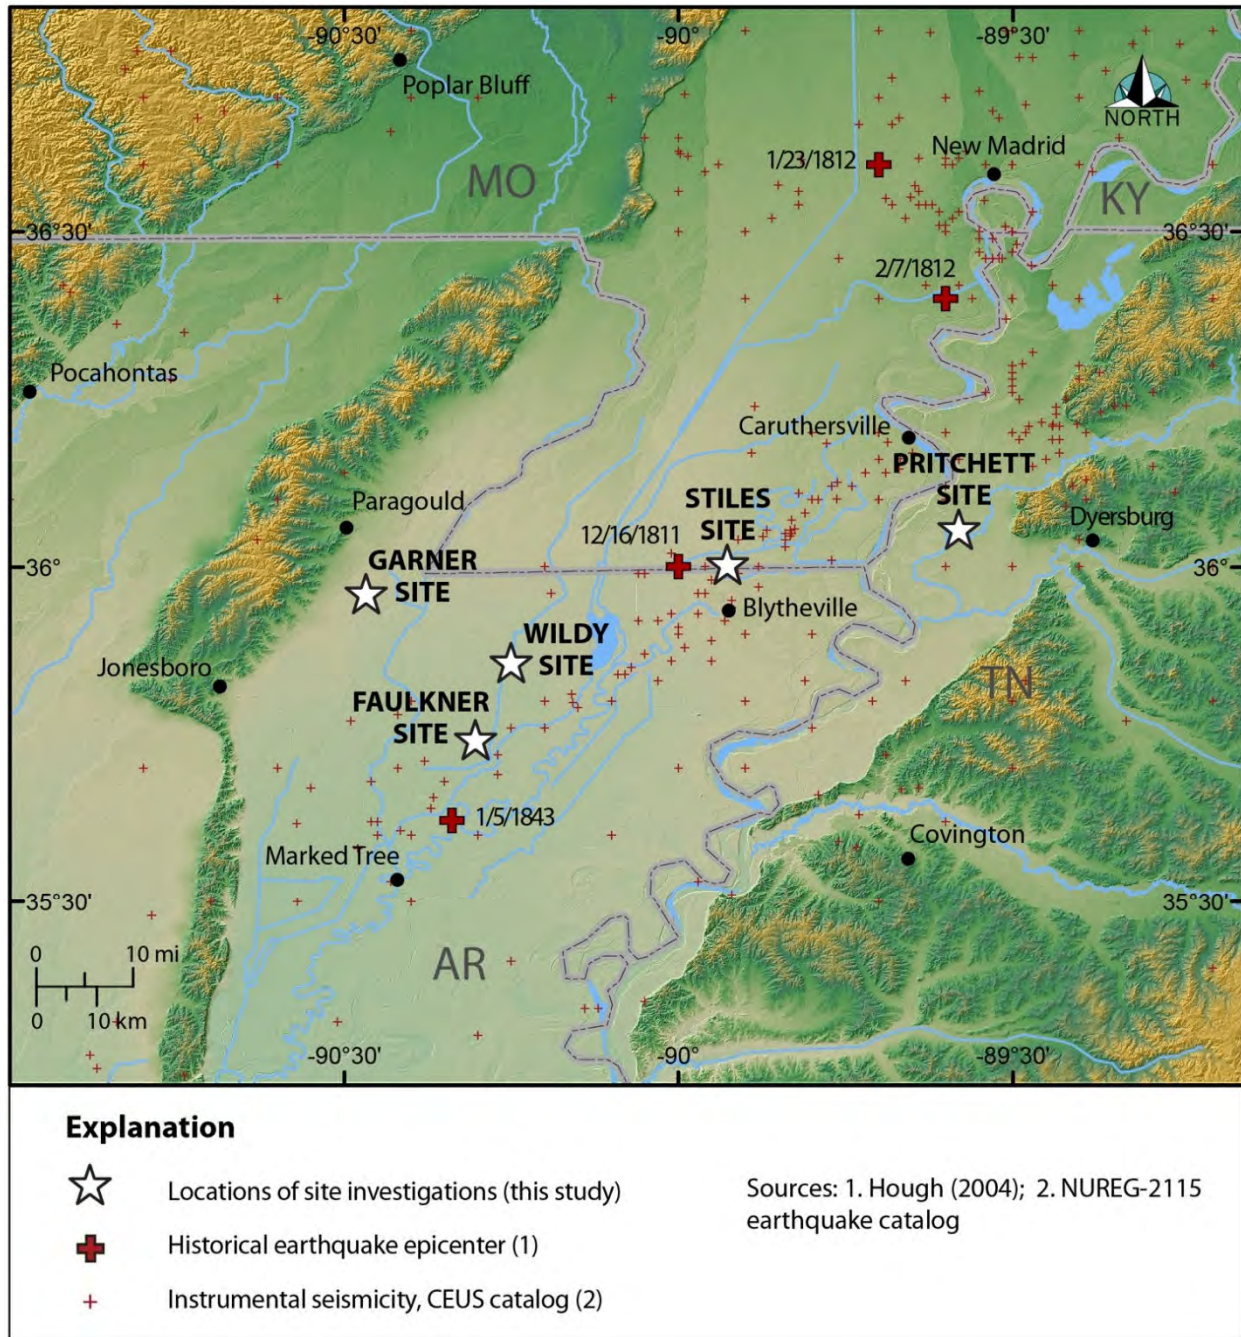 -90°30'
-90°
-89°30'
Poplar Bluff
NORTH
MO
1/23/1812
New Madrid
KY
36°30'
36°30'
2/7/1812
Pocahontas
Caruthersville
PRITCHETT
SITE
Paragould
STILES
SITE
12/16/1811
Dyersburg
36°
GARNER
SITE
36°
Blytheville
WILDY
SITE
Jonesboro
TN
FAULKNER
SITE
1/5/1843
Covington
Marked Tree
35°30'
35°30'
0 10 mi
AR
0 10 km
-90°30'
-90°
-89°30'
Explanation
Locations of site investigations (this study)
Historical earthquake epicenter (1)
Instrumental seismicity, CEUS catalog (2)
Sources: 1. Hough (2004); 2. NUREG-2115
earthquake catalog